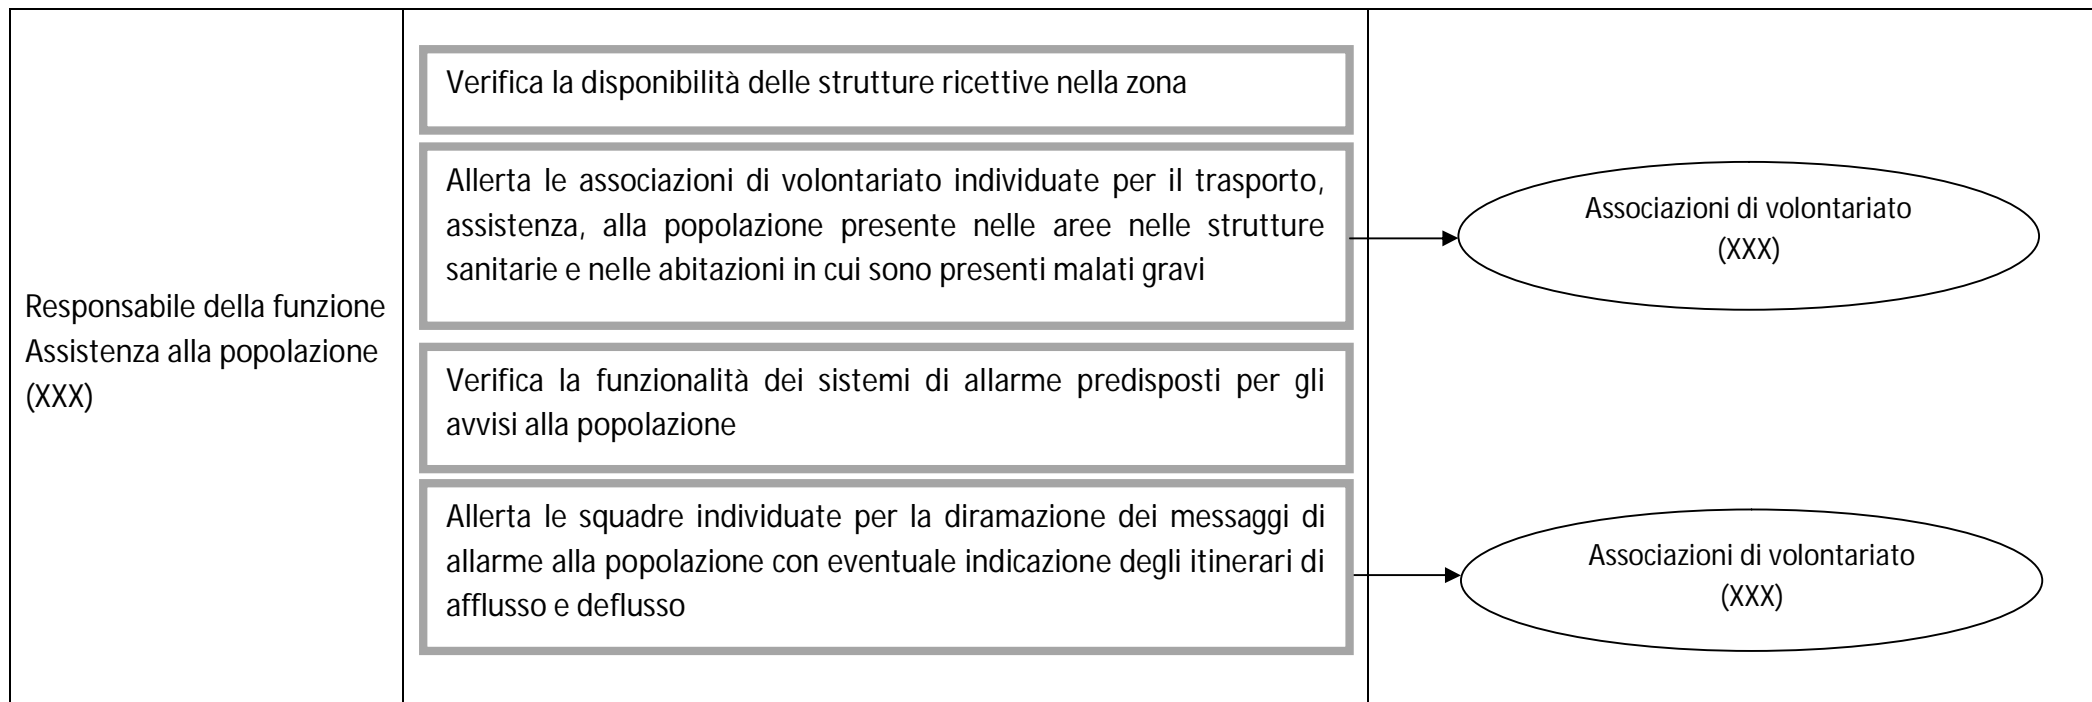 Responsabile della funzione
Assistenza alla popolazione
(XXX)
Verifica la disponibilità delle strutture ricettive nella zona
Allerta le associazioni di volontariato individuate per il trasporto,
assistenza, alla popolazione presente nelle aree nelle strutture
sanitarie e nelle abitazioni in cui sono presenti malati gravi
Verifica la funzionalità dei sistemi di allarme predisposti per gli
avvisi alla popolazione
Allerta le squadre individuate per la diramazione dei messaggi di
allarme alla popolazione con eventuale indicazione degli itinerari di
afflusso e deflusso
Associazioni di volontariato
(XXX)
Associazioni di volontariato
(XXX)